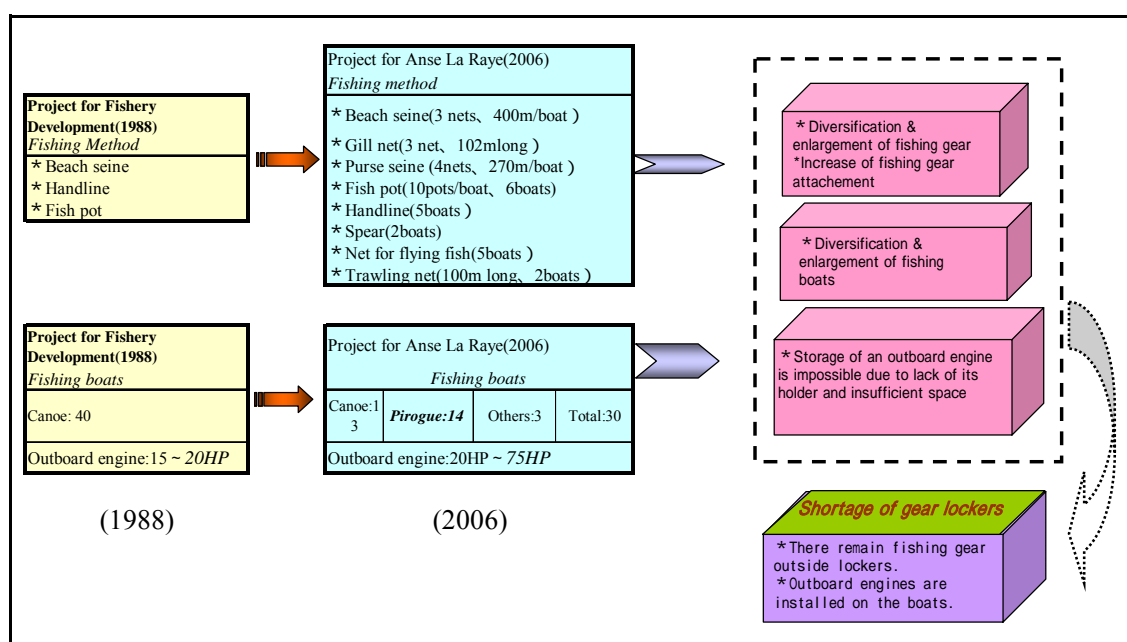 Project for Fishery
Development(1988)
Fishing Method
* Beach seine
* Handline
* Fish pot
Project for Anse La Raye(2006)
Fishing method
* Beach seine(3 nets、400m/boat )
* Gill net(3 net、102mlong)
* Purse seine (4nets、270m/boat )
* Fish pot(10pots/boat、6boats)
* Handline(5boats )
* Spear(2boats)
* Net for flying fish(5boats )
* Trawling net(100m long、2boats )
* Diversification &
enlargement of fishing gear
*Increase of fishing gear
attachement
* Diversification &
enlargement of fishing
boats
* Storage of an outboard engine
is impossible due to lack of its
holder and insufficient space
Project for Fishery
Development(1988)
Fishing boats
Canoe: 40
Outboard engine:15 ~ 20HP
Project for Anse La Raye(2006)
Fishing boats
Canoe:1
3
Pirogue:14
Others:3
Total:30
Outboard engine:20HP ~ 75HP
(1988)
(2006)
Shortage of gear lockers
* There remain fishing gear
outside lockers.
* Outboard engines are
installed on the boats.